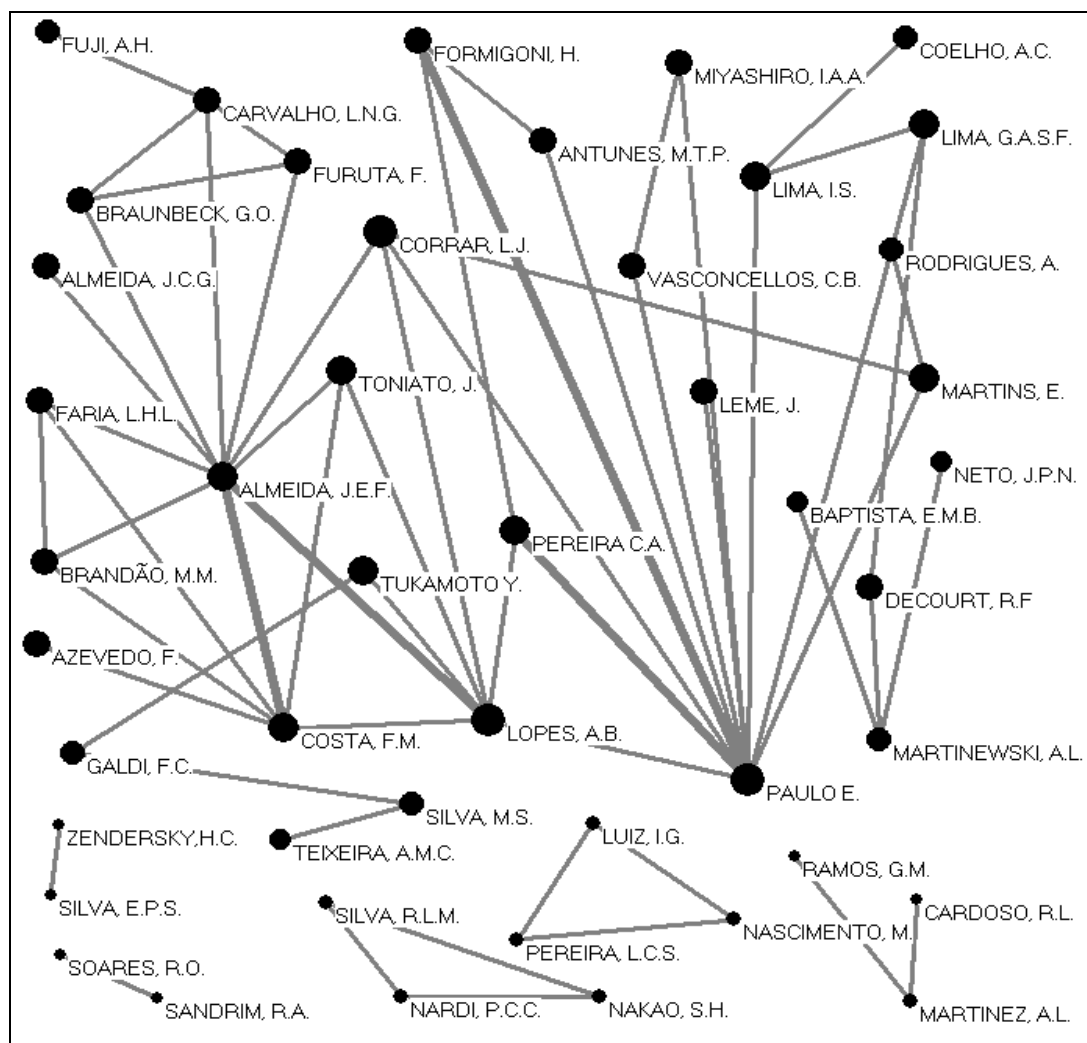 FUJI, A.H.
FORMIGONI, H.
COELHO, A.C.
MIYASHIRO, I.A.A.
CARVALHO, L.N.G.
LIMA, G.A.S.F.
ANTUNES, M.T.P.
FURUTA, F.
LIMA, I.S.
BRAUNBECK, G.O.
CORRAR, L.J.
RODRIGUES, A.
ALMEIDA, J.C.G.
VASCONCELLOS, C.B.
TONIATO, J.
MARTINS, E.
LEME, J.
FARIA, L.H.L.
NETO, J.P.N.
ALMEIDA, J.E.F.
BAPTISTA, E.M.B.
PEREIRA C.A.
BRANDÃO, M.M.
TUKAMOTO Y.
DECOURT, R.F
AZEVEDO, F.
LOPES, A.B.
COSTA, F.M.
MARTINEWSKI, A.L.
GALDI, F.C.
PAULO E.
SILVA, M.S.
ZENDERSKY,H.C.
LUIZ, I.G.
TEIXEIRA, A.M.C.
RAMOS, G.M.
SILVA, E.P.S.
SILVA, R.L.M.
CARDOSO, R.L.
NASCIMENTO, M.
PEREIRA, L.C.S.
SOARES, R.O.
SANDRIM, R.A.
NARDI, P.C.C.
NAKAO, S.H.
MARTINEZ, A.L.